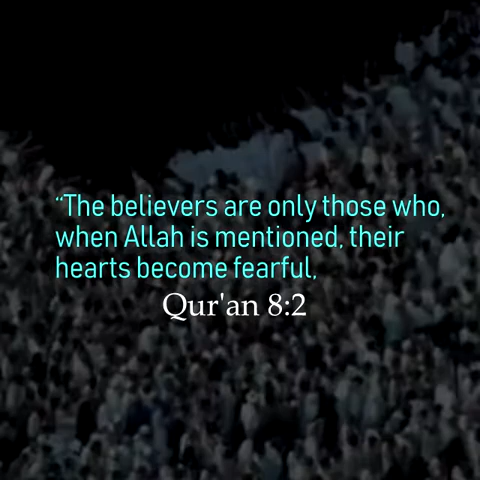 “The believers are only those who,
when Allah is mentioned, their
hearts become fearful,
Qur'an 8:2